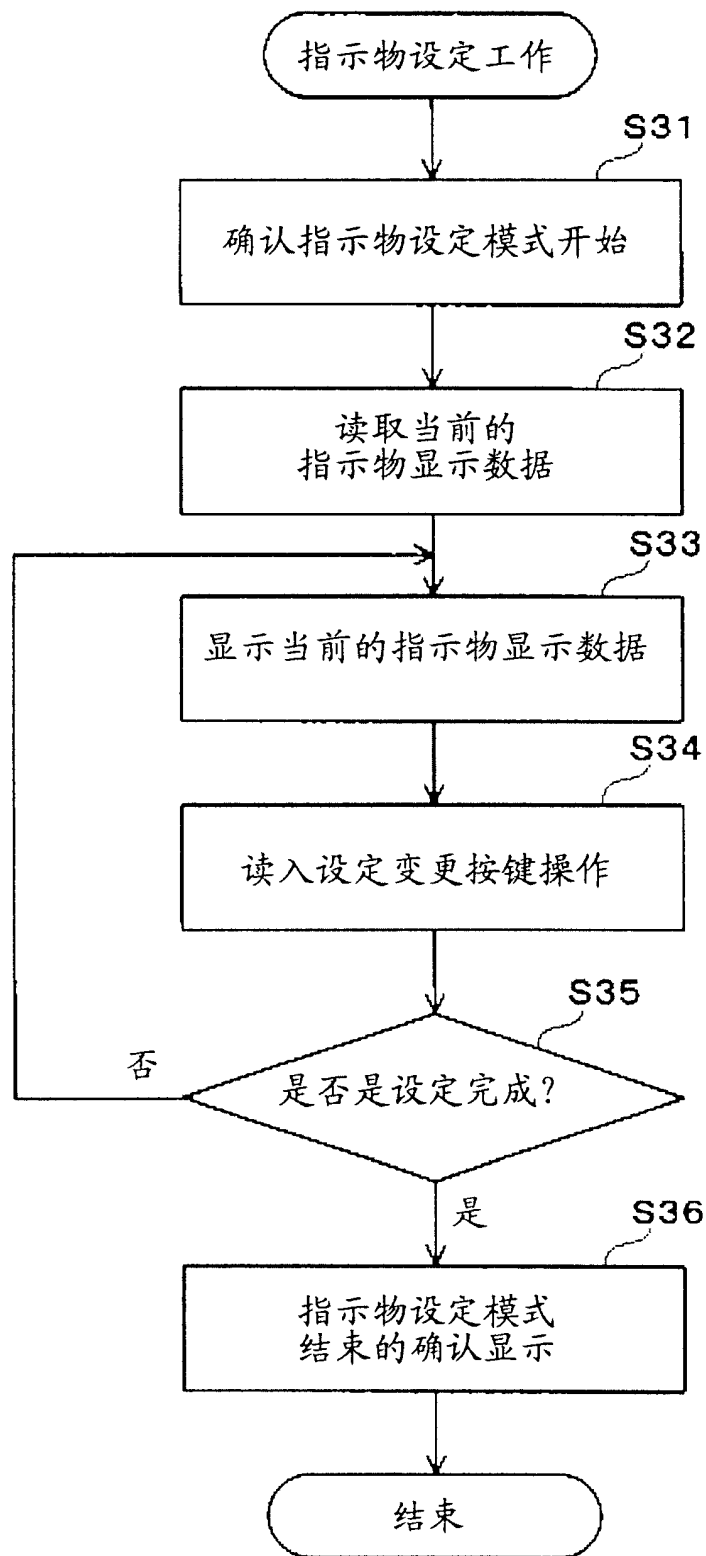 指示物设定工作
S31
确认指示物设定模式开始
S32
读取当前的
指示物显示数据
S33
显示当前的指示物显示数据
S34
读入设定变更按键操作
S35
否
是否是设定完成?
是
S36
指示物设定模式
结束的确认显示
结束